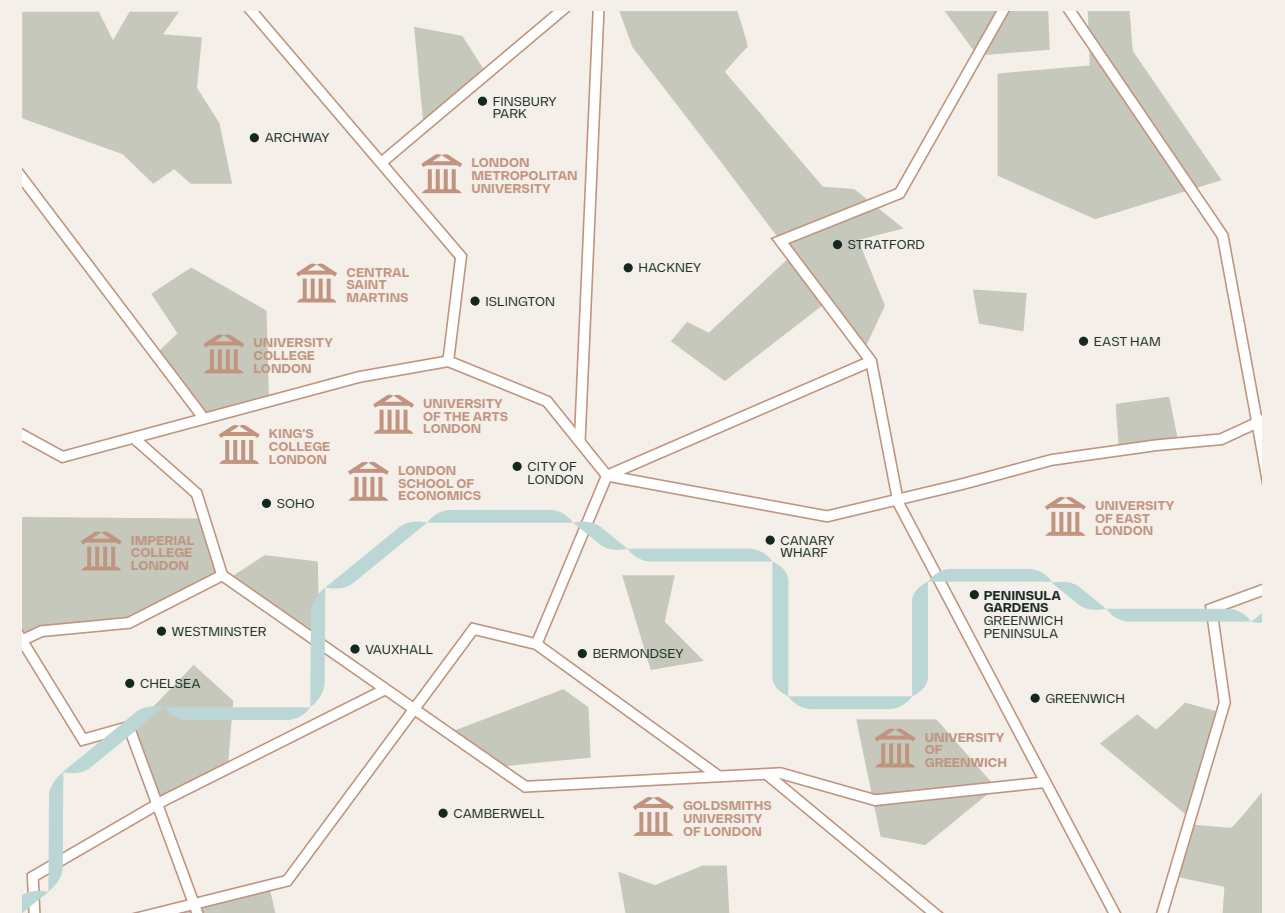 FINSBURY
PARK
ARCHWAY
LONDON
METROPOLITAN
UNIVERSITY
STRATFORD
HACKNEY
CENTRAL
SAINT
MARTINS
ISLINGTON
UNIVERSITY
COLLEGE
LONDON
EAST HAM
UNIVERSITY
OF THE ARTS
LONDON
KING'S
COLLEGE
LONDON
CITY OF
LONDON
LONDON
SCHOOL OF
ECONOMICS
SOHO
UNIVERSITY
OF EAST
LONDON
IMPERIAL
COLLEGE
LONDON
CANARY
WHARF
PENINSULA
GARDENS
GREENWICH
PENINSULA
WESTMINSTER
VAUXHALL
BERMONDSEY
CHELSEA
GREENWICH
UNIVERSITY
OF
GREENWICH
GOLDSMITHS
UNIVERSITY
OF LONDON
CAMBERWELL